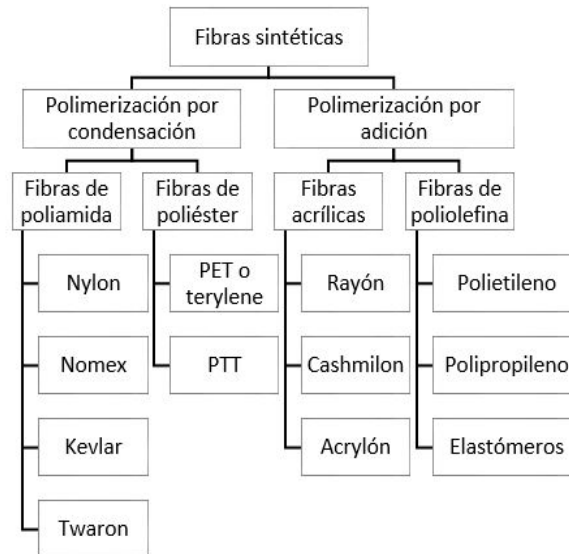 Fibras sintéticas
Polimerización por
condensación
Polimerización por
adición
Fibras de
poliamida
Fibras de
poliéster
Fibras
acrílicas
Fibras de
poliolefina
Nylon
PET o
terylene
Rayón
Polietileno
Nomex
PTT
Cashmilon
Polipropileno
Kevlar
Acrylón
Elastómeros
Twaron